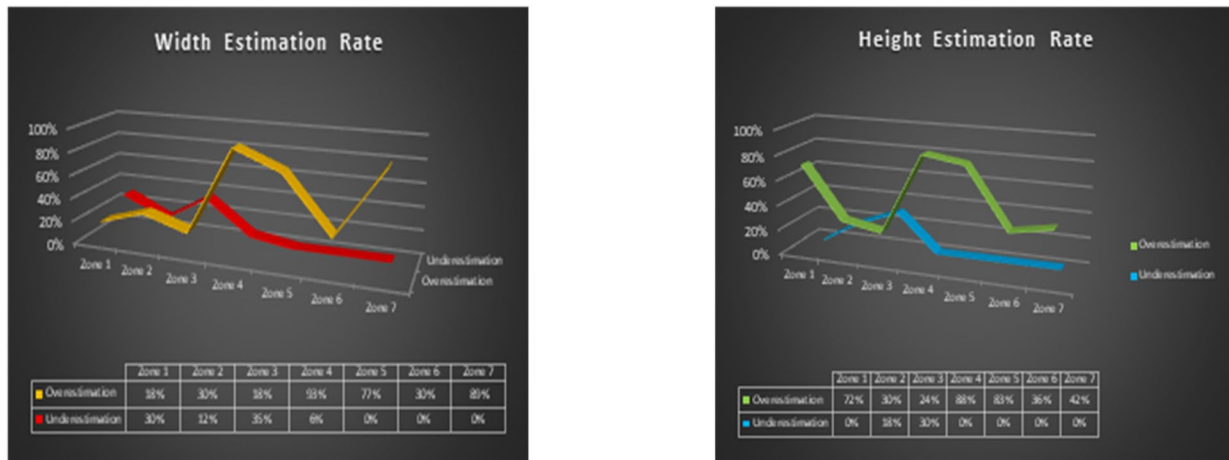 Width Estimation Rate
100%
80%
60%
40%
20%
0%
Zone 1
Zone 2
Zone 3
Zone 4
Zone 5
Zone 6
Zone 7
Underestimation
Overestimation
Zone 1 Zone 2 Zone 3 Zone 4 Zone 5 Zone 6 Zone 7
Overestimation 18% 30% 18% 93% 77% 30% 89%
Underestimation 30% 12% 35% 6% 0% 0% 0%
Height Estimation Rate
100%
80%
60%
40%
20%
0%
Zone 1
Zone 2
Zone 3
Zone 4
Zone 5
Zone 6
Zone 7
Overestimation
Underestimation
Zone 1 Zone 2 Zone 3 Zone 4 Zone 5 Zone 6 Zone 7
Overestimation 72% 30% 24% 88% 83% 36% 42%
Underestimation 0% 18% 30% 0% 0% 0% 0%